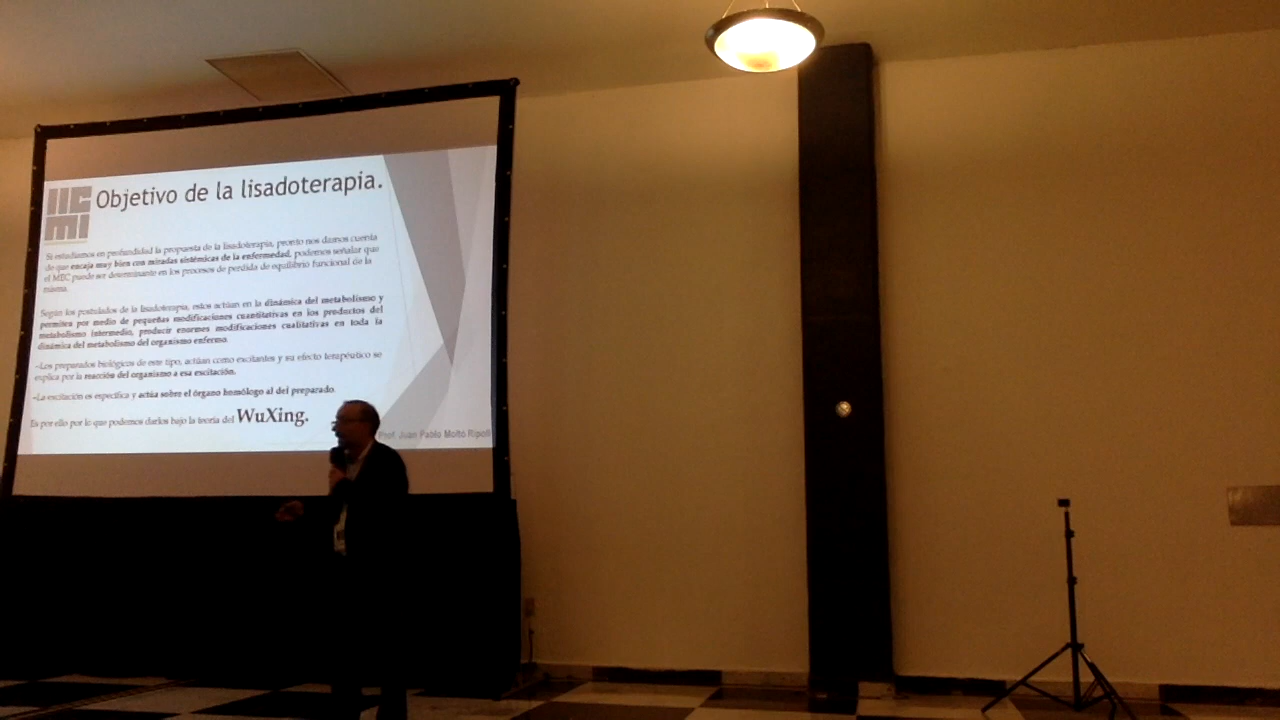 IICMI
Objetivo de la lisadoterapia.
Si estudiamos en profundidad la propuesta de la lisadoterapia, pronto nos damos cuenta
de que encaja muy bien con miradas sistémicas de la enfermedad, podemos señalar que
el MEC puede ser determinante en los procesos de perdida de equilibrio funcional de la
misma.
Según los postulados de la lisadoterapia, estos actúan en la dinámica del metabolismo y
permiten por medio de pequeñas modificaciones cuantitativas en los productos del
metabolismo intermedio, producir enormes modificaciones cualitativas en toda la
dinámica del metabolismo del organismo enfermo.
–Los preparados biológicos de este tipo, actúan como excitantes y su efecto terapéutico se
explica por la reacción del organismo a esa excitación.
–La excitación es específica y actúa sobre el órgano homólogo al del preparado.
Es por ello por lo que podemos darlos bajo la teoría del WuXing.
Prof. Juan Pablo Moltó Ripoll